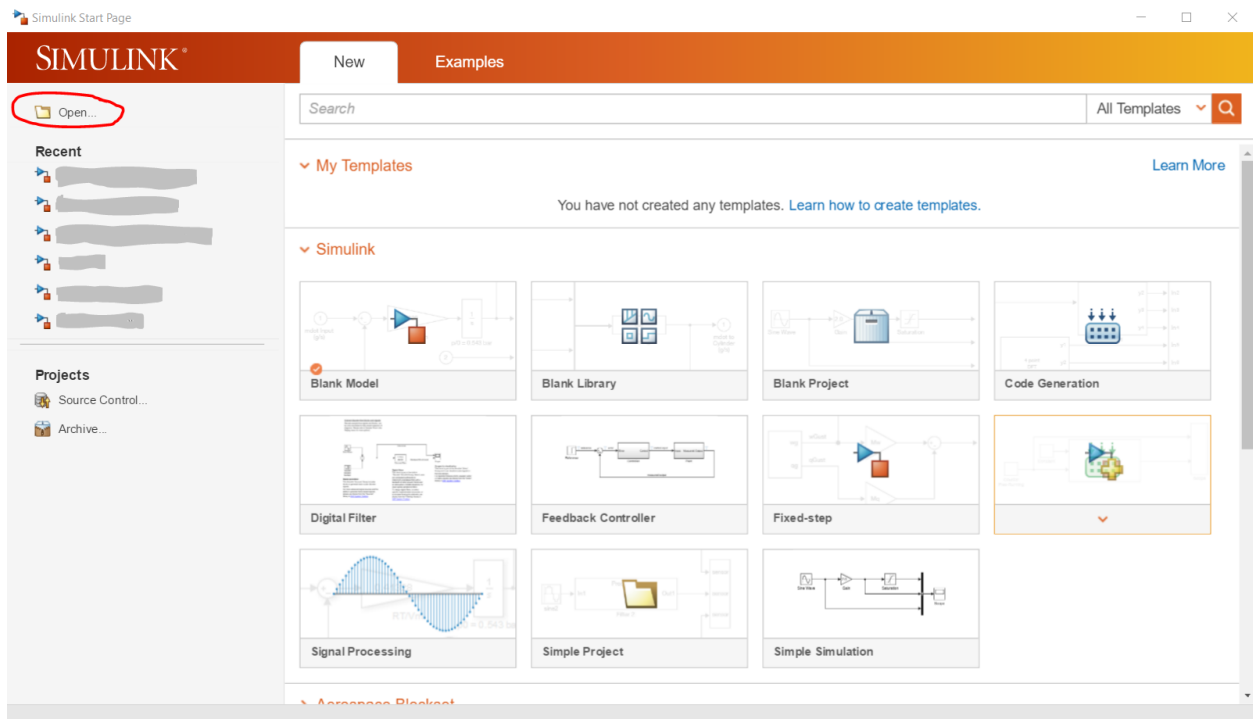 Simulink Start Page
SIMULINK®
New
Examples
Open...
Search
All Templates
Recent
My Templates
Learn More
You have not created any templates. Learn how to create templates.
Simulink
Blank Model
Blank Library
Blank Project
Code Generation
Projects
Source Control...
Archive...
Digital Filter
Feedback Controller
Fixed-step
Signal Processing
Simple Project
Simple Simulation
Aerospace Blockset